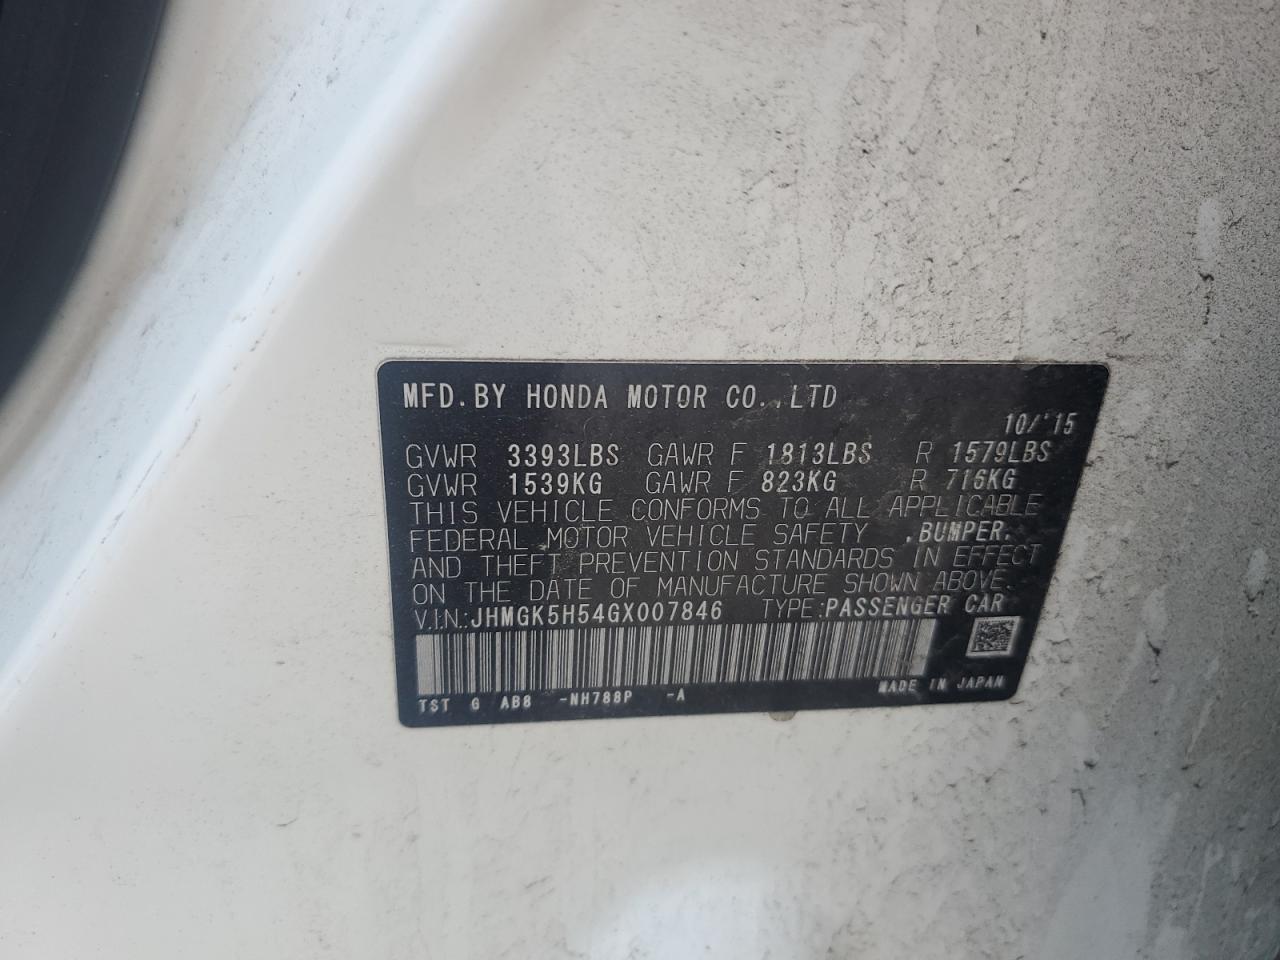 MFD. BY HONDA MOTOR CO.,LTD
10/'15
GVWR 3393LBS GAWR F 1813LBS R 1579LBS
GVWR 1539KG GAWR F 823KG R 716KG
THIS VEHICLE CONFORMS TO ALL APPLICABLE
FEDERAL MOTOR VEHICLE SAFETY ,BUMPER,
AND THEFT PREVENTION STANDARDS IN EFFECT
ON THE DATE OF MANUFACTURE SHOWN ABOVE.
V.I.N.:JHMGK5H54GX007846 TYPE:PASSENGER CAR
TST G AB8 -NH788P -A MADE IN JAPAN